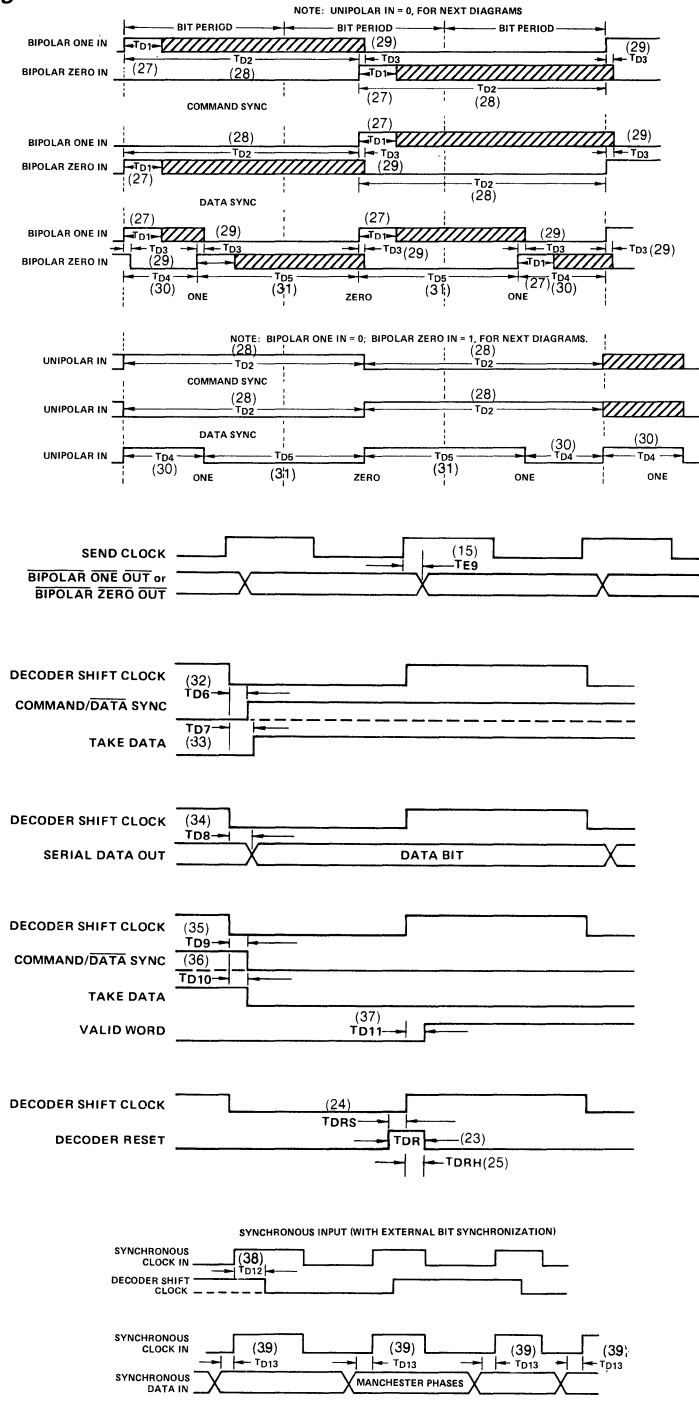 NOTE: UNIPOLAR IN = 0, FOR NEXT DIAGRAMS
BIT PERIOD BIT PERIOD BIT PERIOD
BIPOLAR ONE IN TD1 (29) (29)
TD2 TD3 TD3
BIPOLAR ZERO IN (27) (28) TD1
TD2
(27) (28)
COMMAND SYNC
(27)
BIPOLAR ONE IN (28) TD1 (29)
TD2 TD3 TD3
BIPOLAR ZERO IN TD1 (29)
(27) TD2
(28)
DATA SYNC
(27) (27)
BIPOLAR ONE IN TD1 (29) TD1 (29)
TD3 TD3 TD3 TD3 (29)
BIPOLAR ZERO IN (29) TD3(29) TD1
TD4 TD5 TD5 (27) TD4
(30) (31) (31) (30)
ONE ZERO ONE
NOTE: BIPOLAR ONE IN = 0; BIPOLAR ZERO IN = 1, FOR NEXT DIAGRAMS.
(28) (28)
UNIPOLAR IN TD2 TD2
COMMAND SYNC
(28) (28)
UNIPOLAR IN TD2 TD2
DATA SYNC
(30) (30)
UNIPOLAR IN TD4 TD5 TD5 TD4 TD4
(30) (31) (31)
ONE ZERO ONE ONE
SEND CLOCK (15)
TE9
BIPOLAR ONE OUT or
BIPOLAR ZERO OUT
DECODER SHIFT CLOCK (32)
TD6
COMMAND/DATA SYNC
TD7
TAKE DATA (33)
DECODER SHIFT CLOCK (34)
TD8
SERIAL DATA OUT DATA BIT
DECODER SHIFT CLOCK (35)
TD9
COMMAND/DATA SYNC (36)
TD10
TAKE DATA
(37)
VALID WORD TD11
DECODER SHIFT CLOCK (24)
TDRS
DECODER RESET TDR (23)
TDRH(25)
SYNCHRONOUS INPUT (WITH EXTERNAL BIT SYNCHRONIZATION)
SYNCHRONOUS
CLOCK IN (38)
TD12
DECODER SHIFT
CLOCK
SYNCHRONOUS
CLOCK IN (39) (39) (39) (39)
TD13 TD13 TD13 TD13
SYNCHRONOUS
DATA IN MANCHESTER PHASES